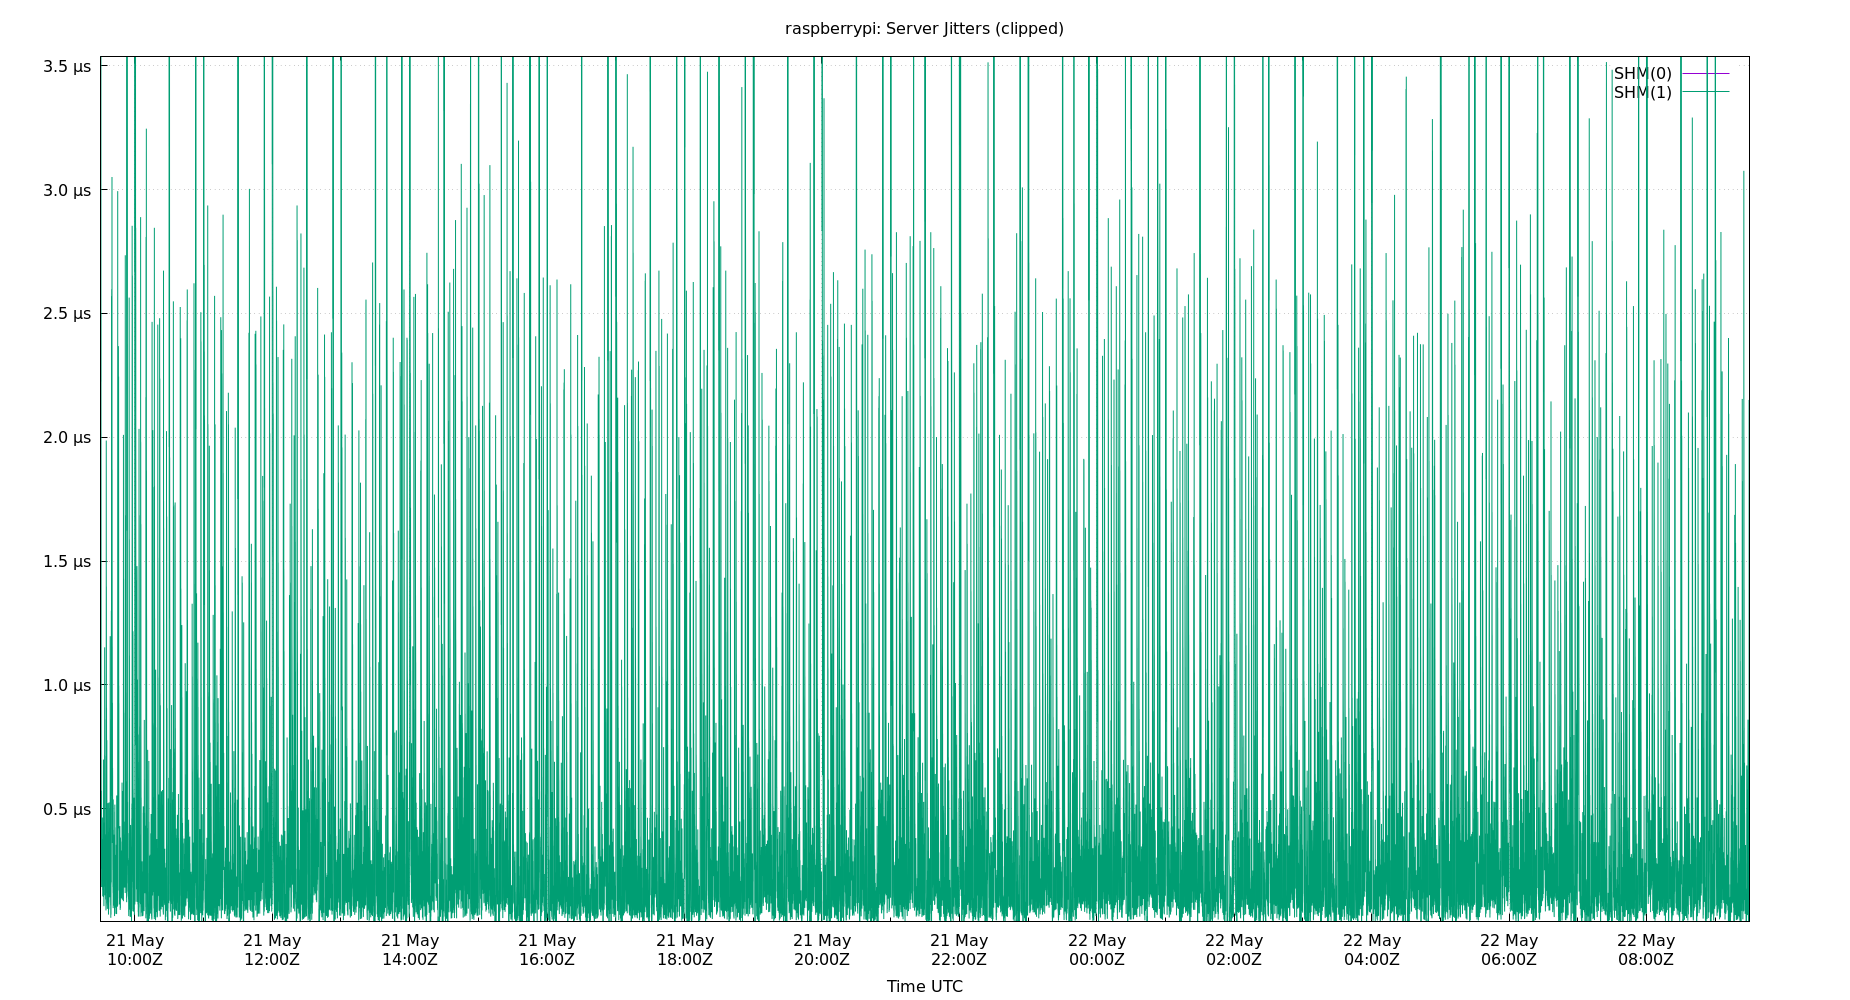 raspberrypi: Server Jitters (clipped)
3.5 µs
3.0 µs
2.5 µs
2.0 µs
1.5 µs
1.0 µs
0.5 µs
SHM(0)
SHM(1)
21 May 21 May 21 May 21 May 21 May 21 May 21 May 22 May 22 May 22 May 22 May 22 May
10:00Z 12:00Z 14:00Z 16:00Z 18:00Z 20:00Z 22:00Z 00:00Z 02:00Z 04:00Z 06:00Z 08:00Z
Time UTC